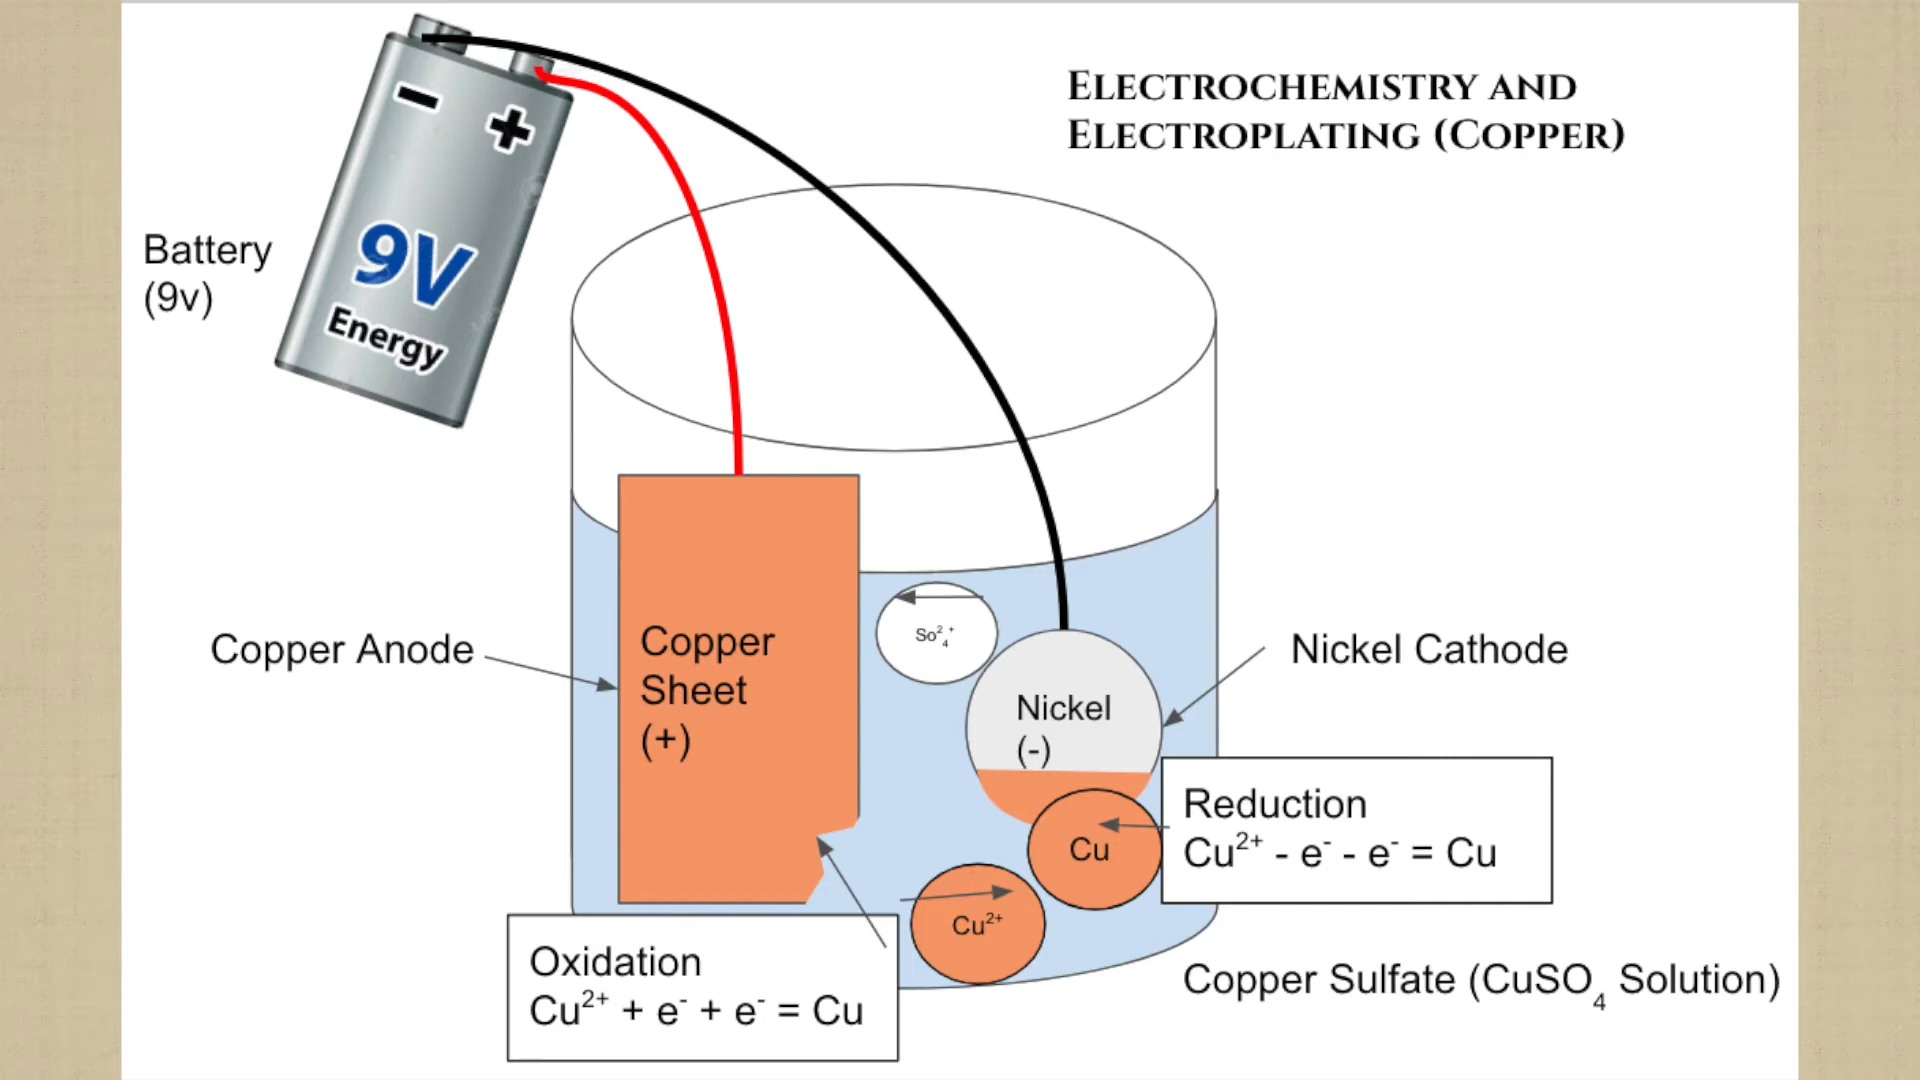 ELECTROCHEMISTRY AND
ELECTROPLATING (COPPER)
− +
9V
Energy
Battery
(9v)
Copper Anode
Copper
Sheet
(+)
So₄²⁺
Nickel
(-)
Nickel Cathode
Cu
Cu²⁺
Reduction
Cu²⁺ - e⁻ - e⁻ = Cu
Oxidation
Cu²⁺ + e⁻ + e⁻ = Cu
Copper Sulfate (CuSO₄ Solution)